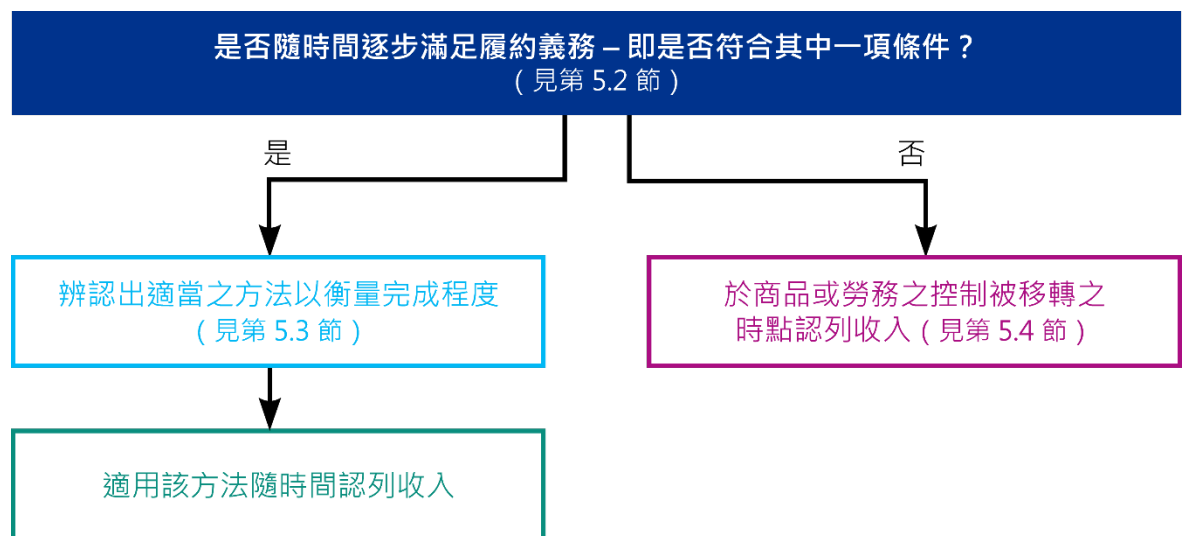 是否隨時間逐步滿足履約義務 – 即是否符合其中一項條件？
（見第 5.2 節）
是
否
辨認出適當之方法以衡量完成程度
（見第 5.3 節）
於商品或勞務之控制被移轉之
時點認列收入（見第 5.4 節）
適用該方法隨時間認列收入